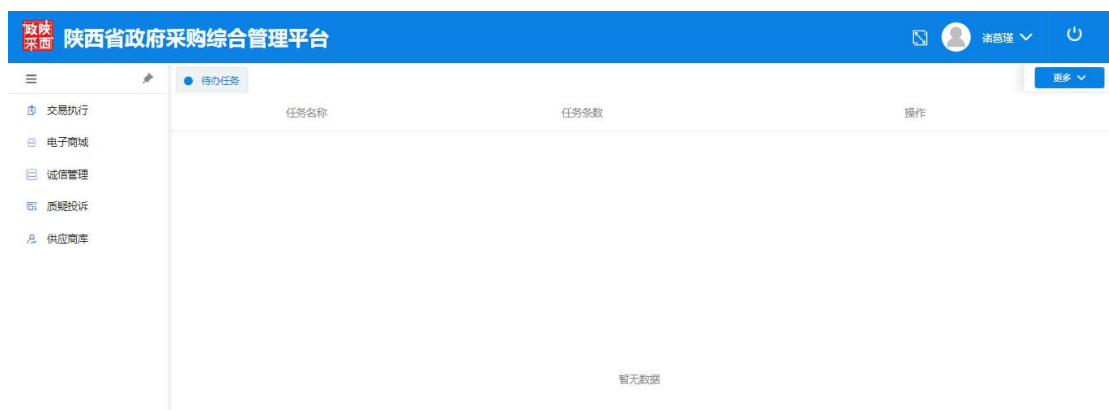 政陕
采西
陕西省政府采购综合管理平台
诸葛瑾
待办任务
更多
任务名称 任务条数 操作
交易执行
电子商城
诚信管理
质疑投诉
供应商库
暂无数据